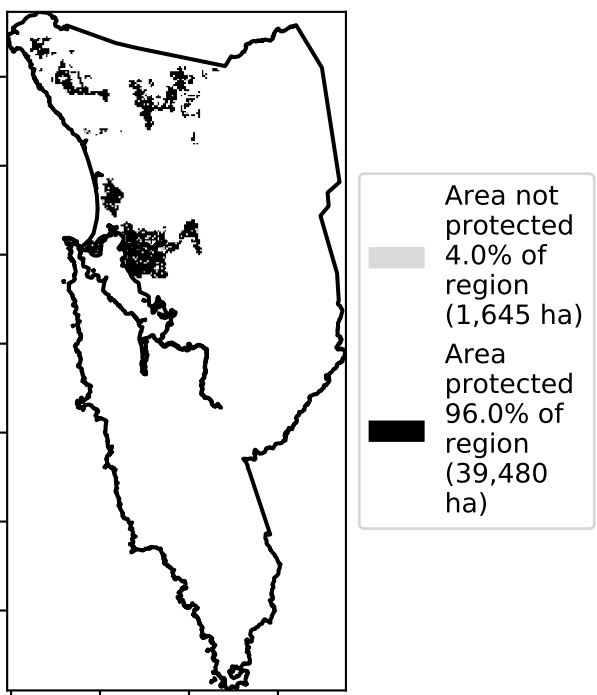 Area not
protected
4.0% of
region
(1,645 ha)
Area
protected
96.0% of
region
(39,480
ha)